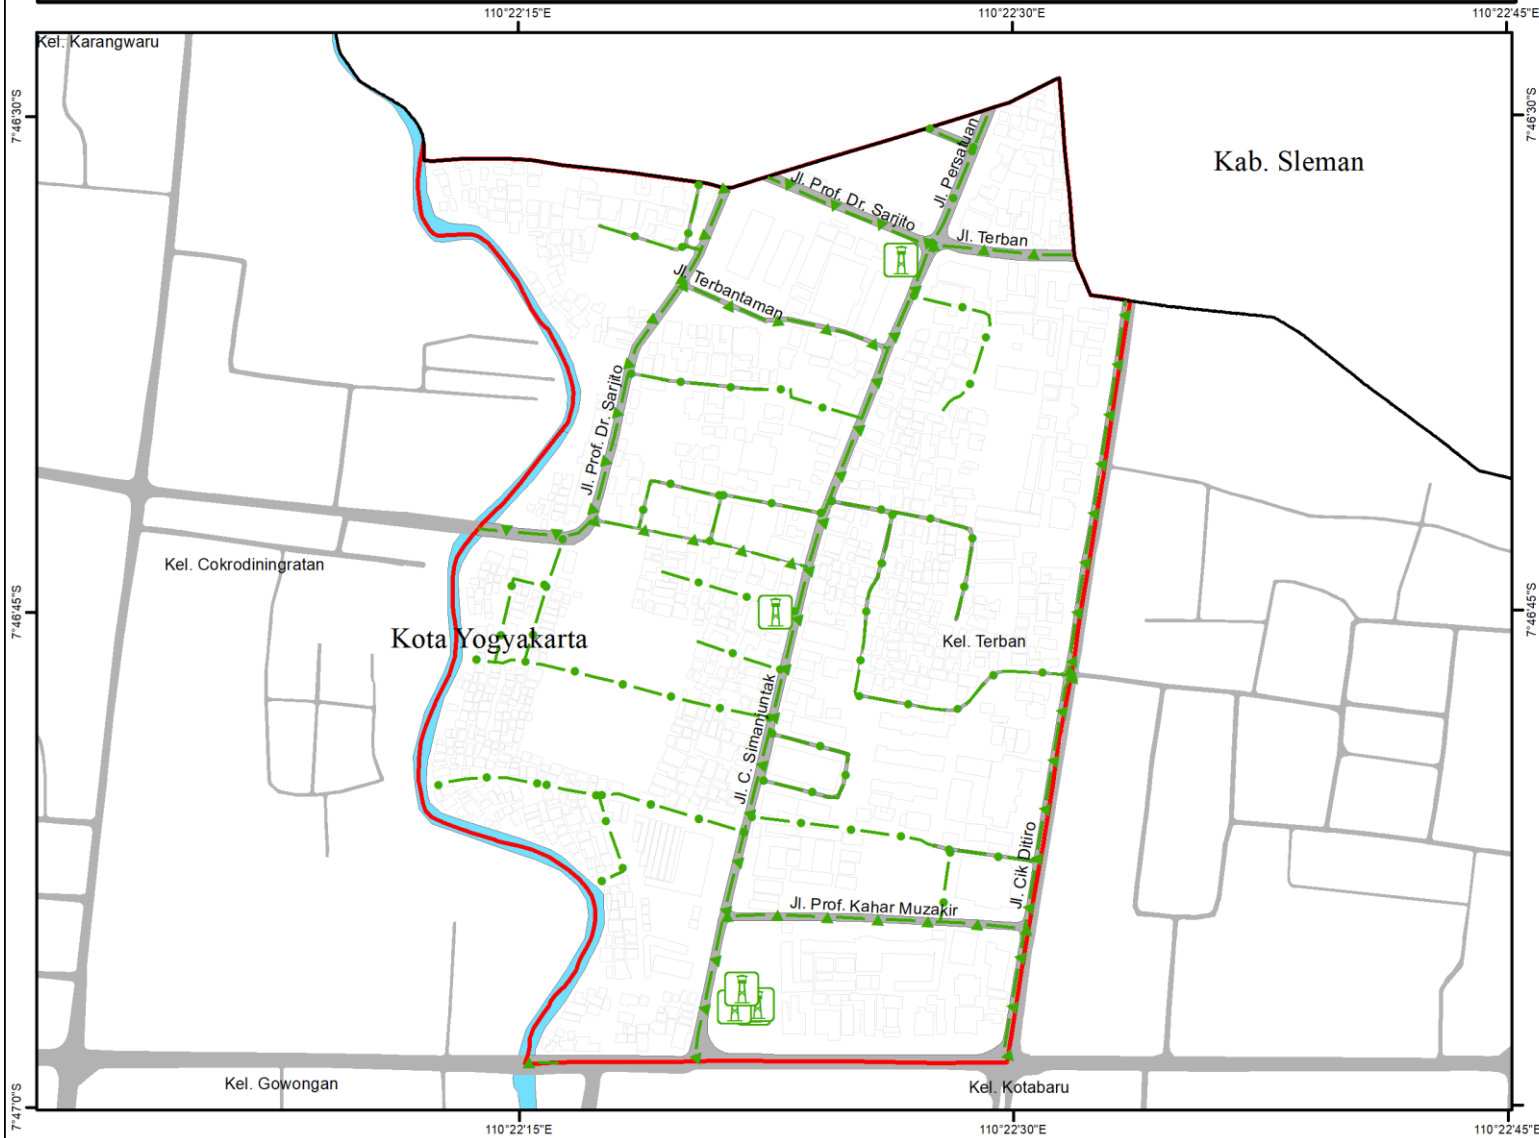 110°22'15"E
110°22'30"E
110°22'45"E
Kel. Karangwaru
7°46'30"S
7°46'30"S
Jl. Persatuan
Kab. Sleman
Jl. Prof. Dr. Sarjito
Jl. Terban
Jl. Terbantaman
Jl. Prof. Dr. Sarjito
Kel. Cokrodiningratan
7°46'45"S
7°46'45"S
Kota Yogyakarta
Kel. Terban
Jl. C. Simanjuntak
Jl. Cik Ditiro
Jl. Prof. Kahar Muzakir
Kel. Gowongan
Kel. Kotabaru
7°47'0"S
110°22'15"E
110°22'30"E
110°22'45"E